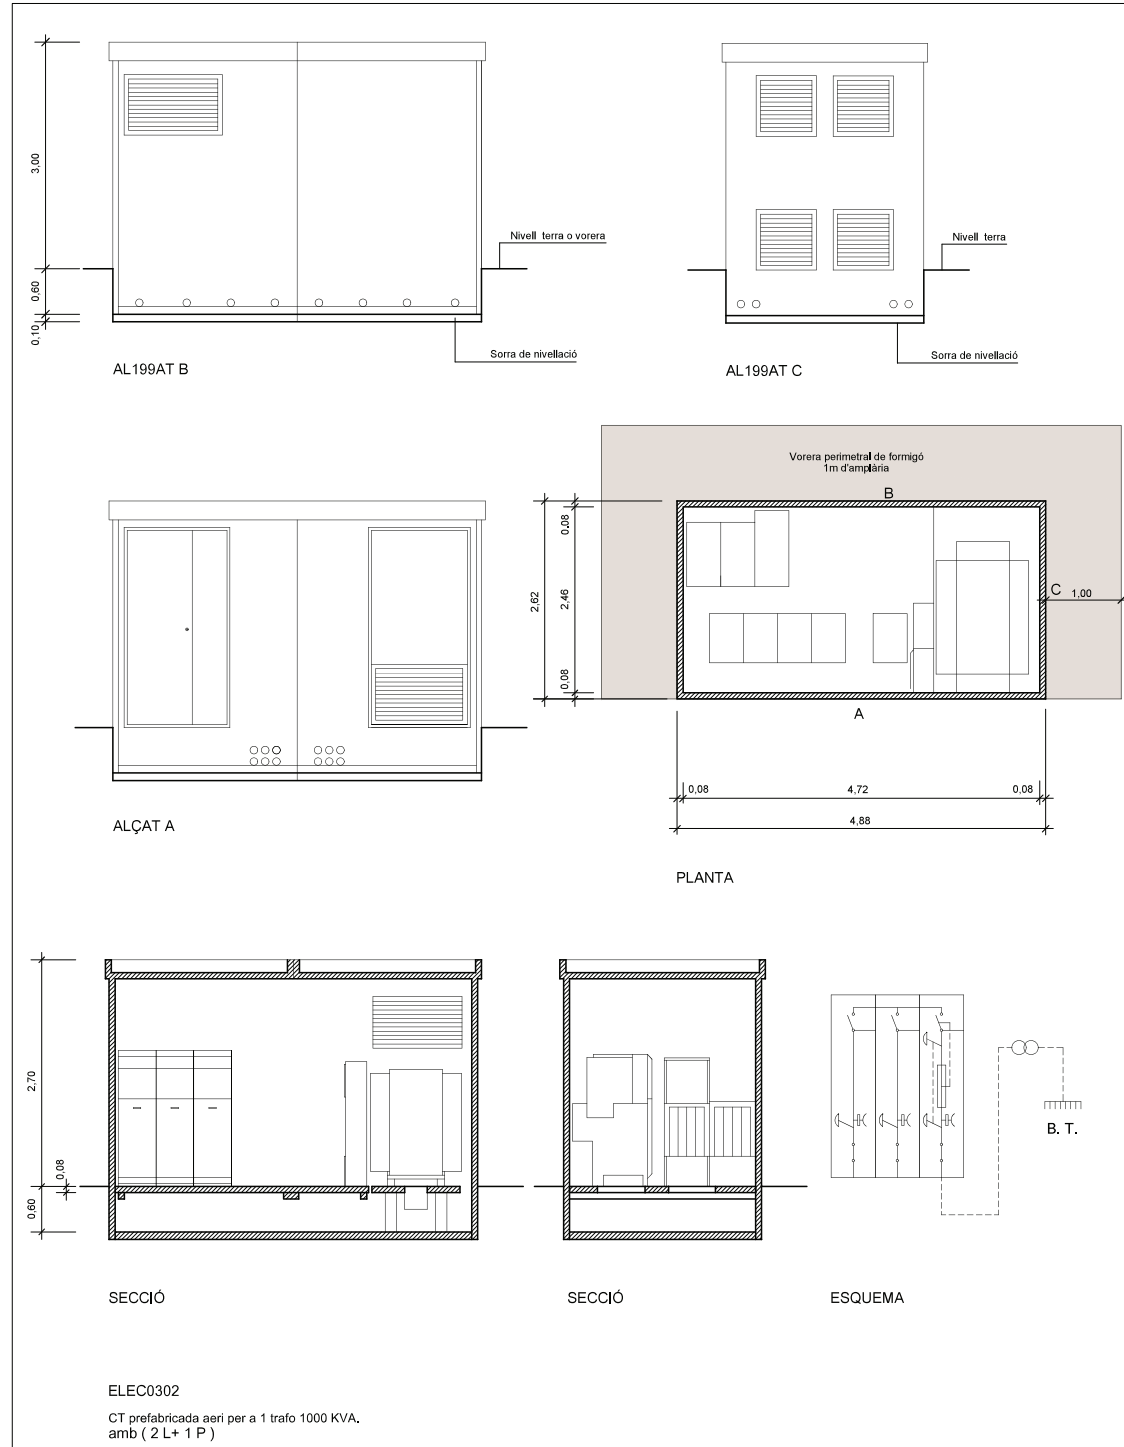 3,00
0,60
0,10
Nivell terra o vorera
Sorra de nivellació
AL199AT B
Nivell terra
Sorra de nivellació
AL199AT C
Vorera perimetral de formigó
1m d'amplària
B
C
1,00
A
2,62
0.08
2,46
0,08
0,08
4,72
0,08
4,88
ALÇAT A
PLANTA
2,70
0,08
0,60
B. T.
SECCIÓ
SECCIÓ
ESQUEMA
ELEC0302
CT prefabricada aeri per a 1 trafo 1000 KVA.
amb ( 2 L+ 1 P )